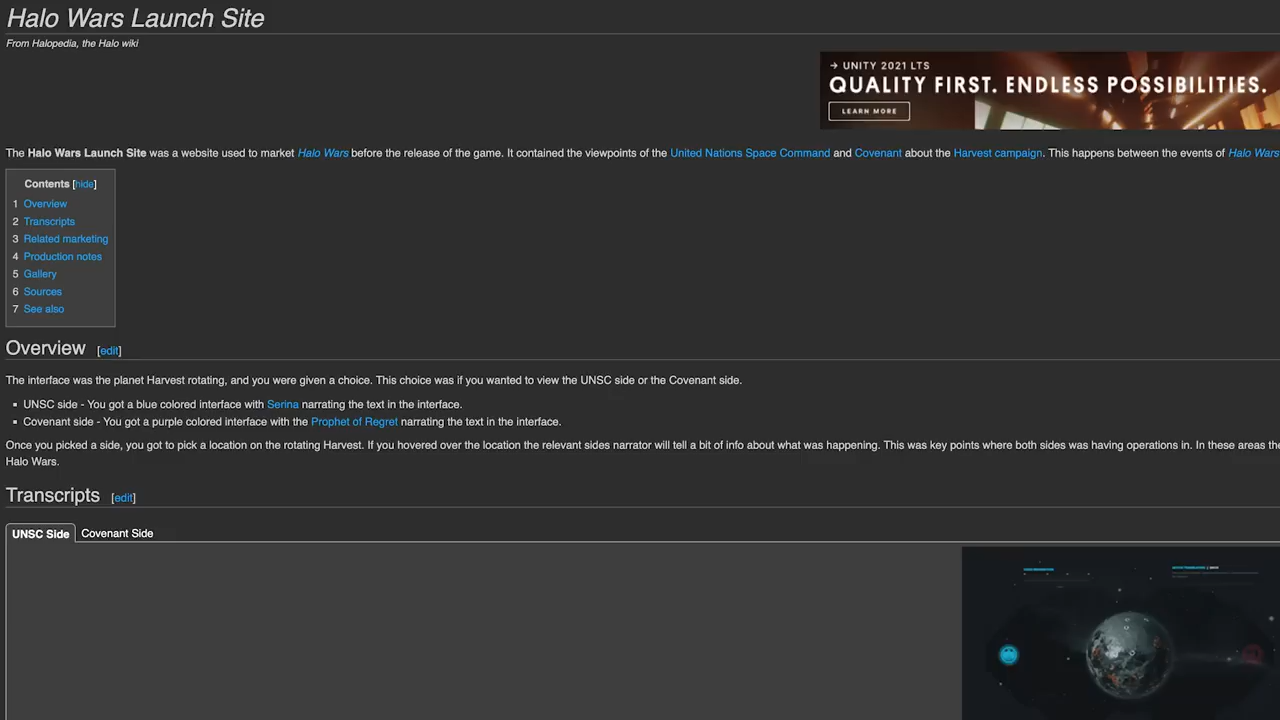 Halo Wars Launch Site
From Halopedia, the Halo wiki
→ UNITY 2021 LTS
QUALITY FIRST. ENDLESS POSSIBILITIES.
LEARN MORE
The Halo Wars Launch Site was a website used to market Halo Wars before the release of the game. It contained the viewpoints of the United Nations Space Command and Covenant about the Harvest campaign. This happens between the events of Halo Wars
Contents [hide]
1 Overview
2 Transcripts
3 Related marketing
4 Production notes
5 Gallery
6 Sources
7 See also
Overview [edit]
The interface was the planet Harvest rotating, and you were given a choice. This choice was if you wanted to view the UNSC side or the Covenant side.
▪ UNSC side - You got a blue colored interface with Serina narrating the text in the interface.
▪ Covenant side - You got a purple colored interface with the Prophet of Regret narrating the text in the interface.
Once you picked a side, you got to pick a location on the rotating Harvest. If you hovered over the location the relevant sides narrator will tell a bit of info about what was happening. This was key points where both sides was having operations in. In these areas the
Halo Wars.
Transcripts [edit]
UNSC Side Covenant Side